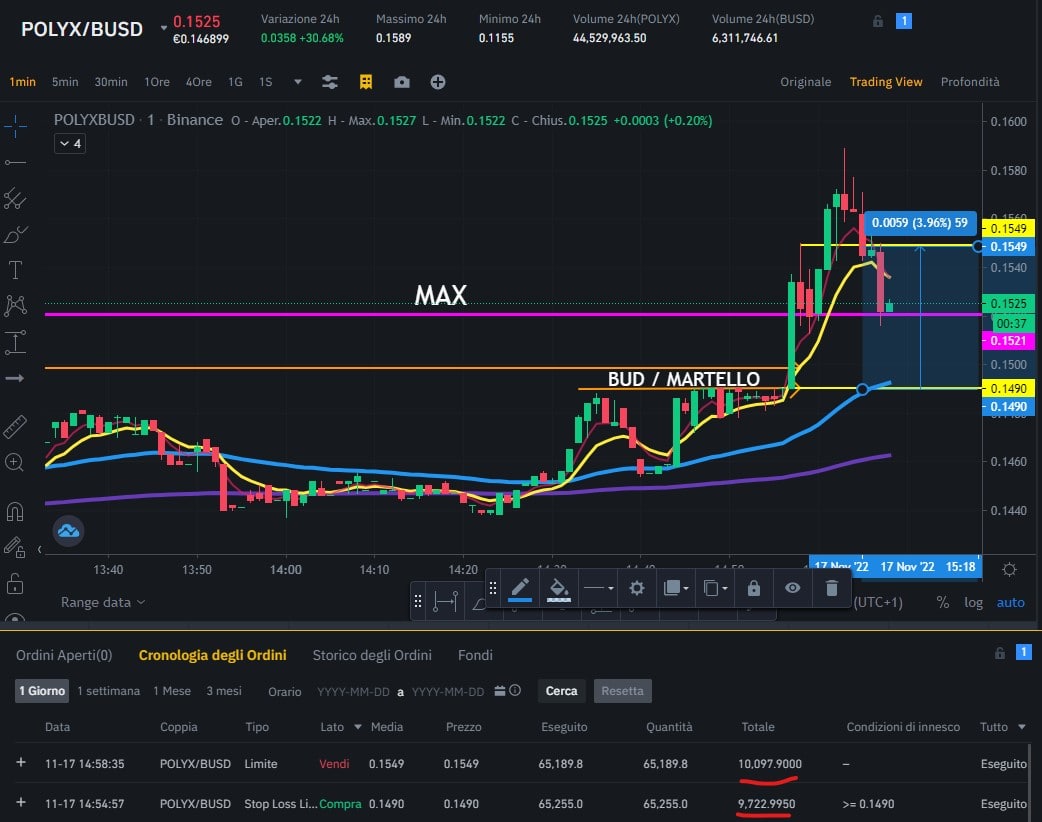 POLYX/BUSD
0.1525
€0.146899
Variazione 24h
0.0358 +30.68%
Massimo 24h
0.1589
Minimo 24h
0.1155
Volume 24h(POLYX)
44,529,963.50
Volume 24h(BUSD)
6,311,746.61
1
1min 5min 30min 1Ore 4Ore 1G 1S
Originale Trading View Profondità
POLYXBUSD · 1 · Binance O - Aper.0.1522 H - Max.0.1527 L - Min.0.1522 C - Chius.0.1525 +0.0003 (+0.20%)
4
0.1600
0.1580
0.0059 (3.96%) 59
0.1549
0.1549
0.1540
MAX
0.1525
00:37
0.1521
0.1500
BUD / MARTELLO
0.1490
0.1490
0.1460
0.1440
13:40 13:50 14:00 14:10 14:20
17 Nov '22 17 Nov '22 15:18
Range data
(UTC+1) % log auto
Ordini Aperti(0) Cronologia degli Ordini Storico degli Ordini Fondi
1
1 Giorno 1 settimana 1 Mese 3 mesi Orario YYYY-MM-DD a YYYY-MM-DD Cerca Resetta
Data Coppia Tipo Lato Media Prezzo Eseguito Quantità Totale Condizioni di innesco Tutto
11-17 14:58:35 POLYX/BUSD Limite Vendi 0.1549 0.1549 65,189.8 65,189.8 10,097.9000 – Eseguito
11-17 14:54:57 POLYX/BUSD Stop Loss Li... Compra 0.1490 0.1490 65,255.0 65,255.0 9,722.9950 >= 0.1490 Eseguito